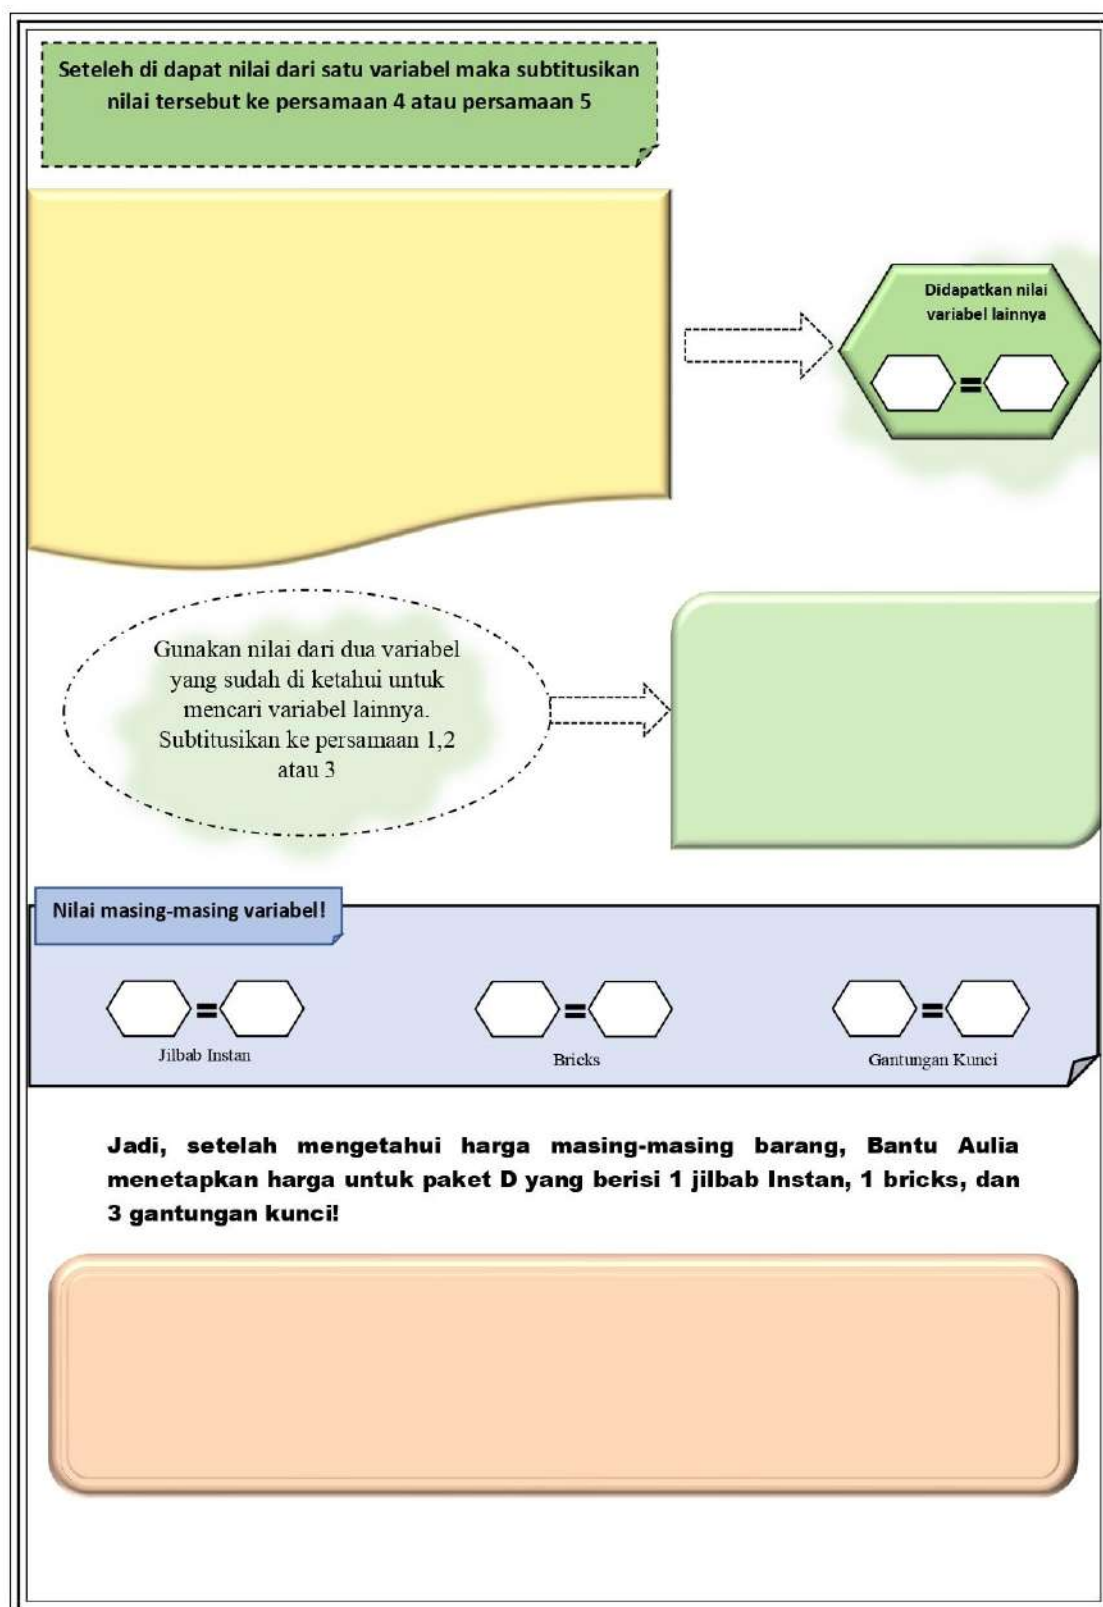 Seteleh di dapat nilai dari satu variabel maka subtitusikan
nilai tersebut ke persamaan 4 atau persamaan 5
Didapatkan nilai
variabel lainnya
=
Gunakan nilai dari dua variabel
yang sudah di ketahui untuk
mencari variabel lainnya.
Subtitusikan ke persamaan 1,2
atau 3
Nilai masing-masing variabel!
= = =
Jilbab Instan Bricks Gantungan Kunci
Jadi, setelah mengetahui harga masing-masing barang, Bantu Aulia
menetapkan harga untuk paket D yang berisi 1 jilbab Instan, 1 bricks, dan
3 gantungan kunci!